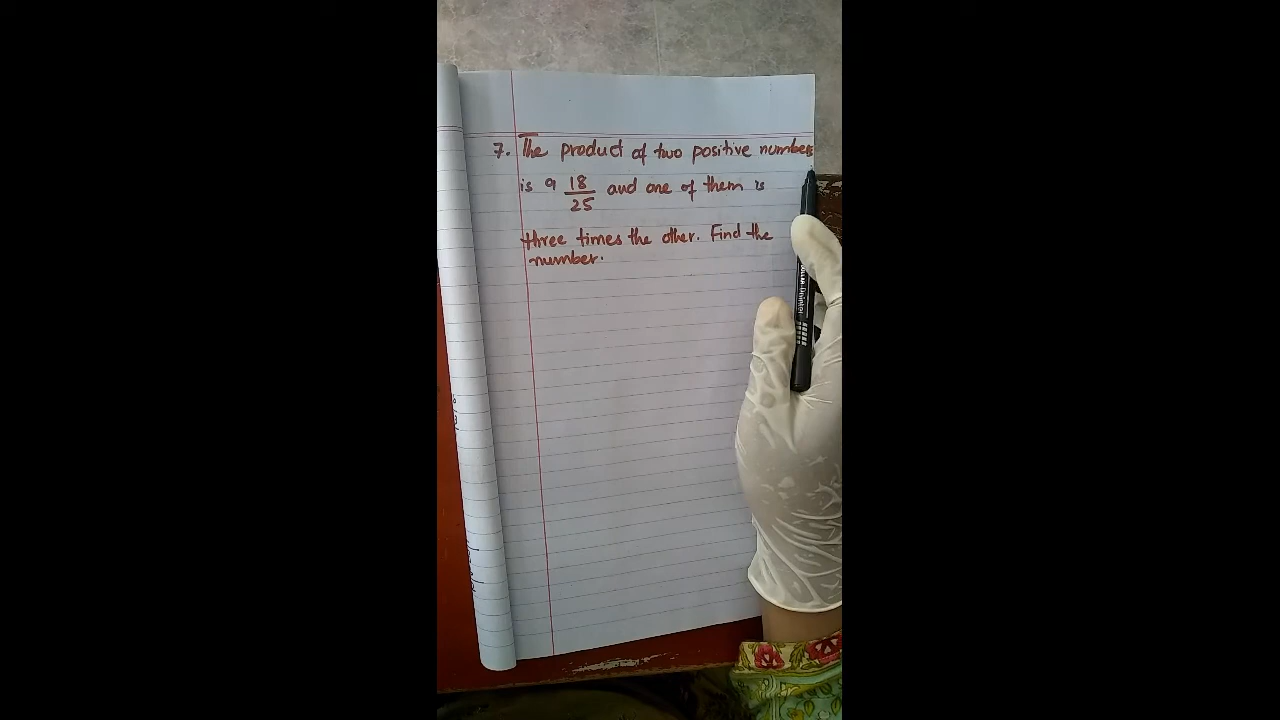 7. The product of two positive numbers
is 9 18/25 and one of them is
three times the other. Find the
number.